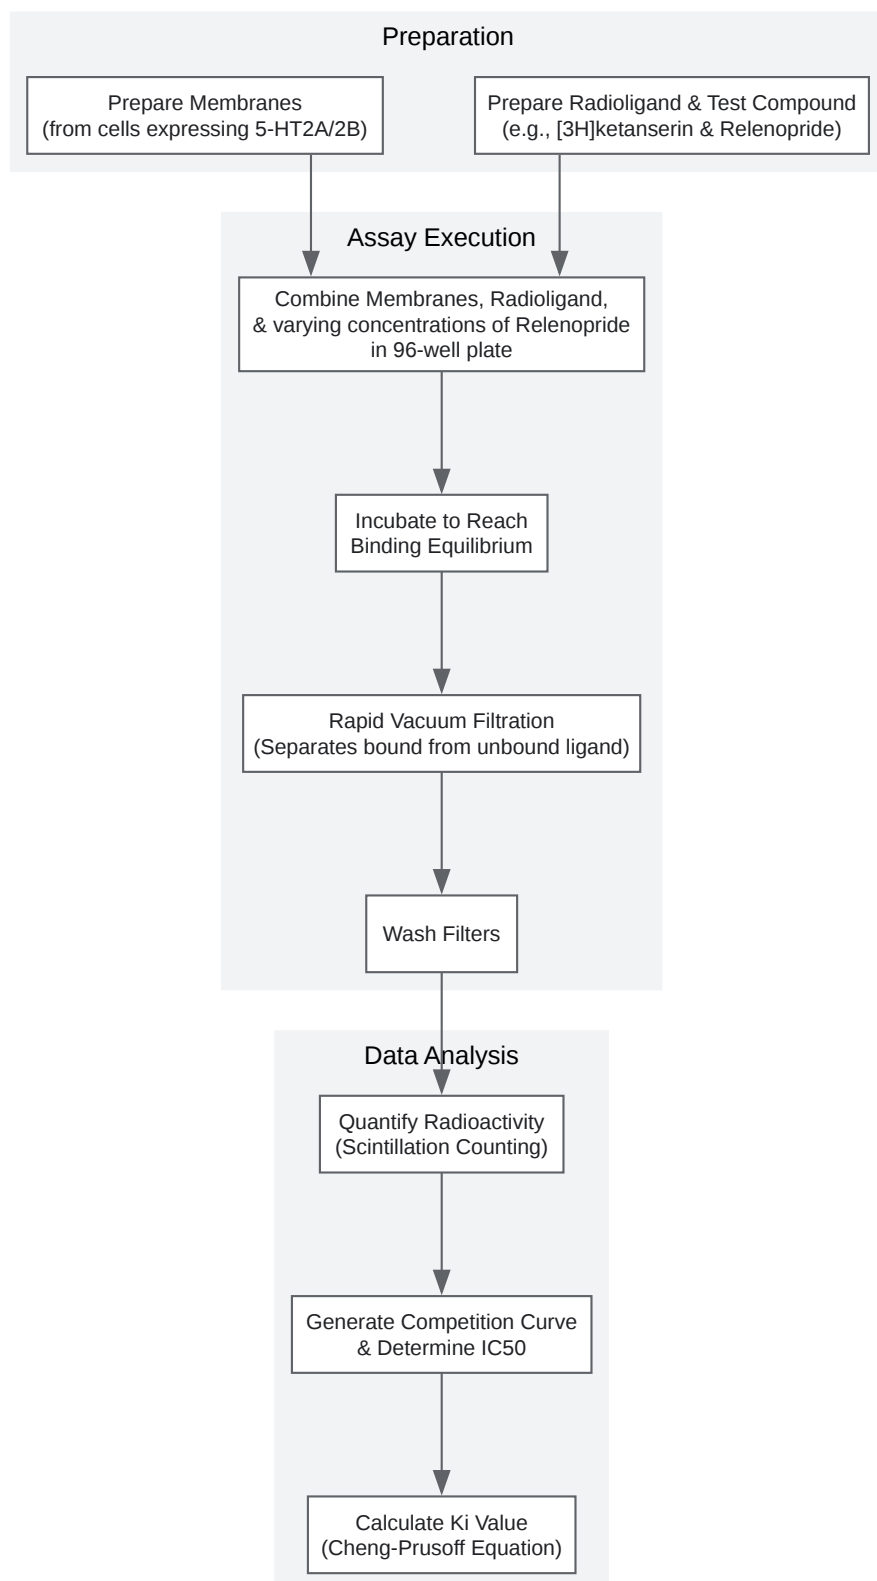 Preparation
Prepare Membranes
(from cells expressing 5-HT2A/2B)
Prepare Radioligand & Test Compound
(e.g., [3H]ketanserin & Relenopride)
Assay Execution
Combine Membranes, Radioligand,
& varying concentrations of Relenopride
in 96-well plate
Incubate to Reach
Binding Equilibrium
Rapid Vacuum Filtration
(Separates bound from unbound ligand)
Wash Filters
Data Analysis
Quantify Radioactivity
(Scintillation Counting)
Generate Competition Curve
& Determine IC50
Calculate Ki Value
(Cheng-Prusoff Equation)